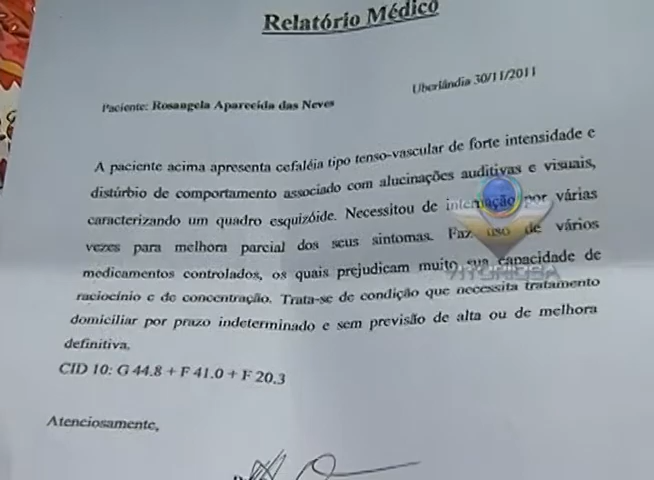 Relatório Médico
Uberlândia 30/11/2011
Paciente: Rosangela Aparecida das Neves
A paciente acima apresenta cefaléia tipo tenso-vascular de forte intensidade e
distúrbio de comportamento associado com alucinações auditivas e visuais,
caracterizando um quadro esquizóide. Necessitou de internação por várias
vezes para melhora parcial dos seus sintomas. Faz uso de vários
medicamentos controlados, os quais prejudicam muito sua capacidade de
raciocínio e de concentração. Trata-se de condição que necessita tratamento
domiciliar por prazo indeterminado e sem previsão de alta ou de melhora
definitiva.
CID 10: G 44.8 + F 41.0 + F 20.3
Atenciosamente,